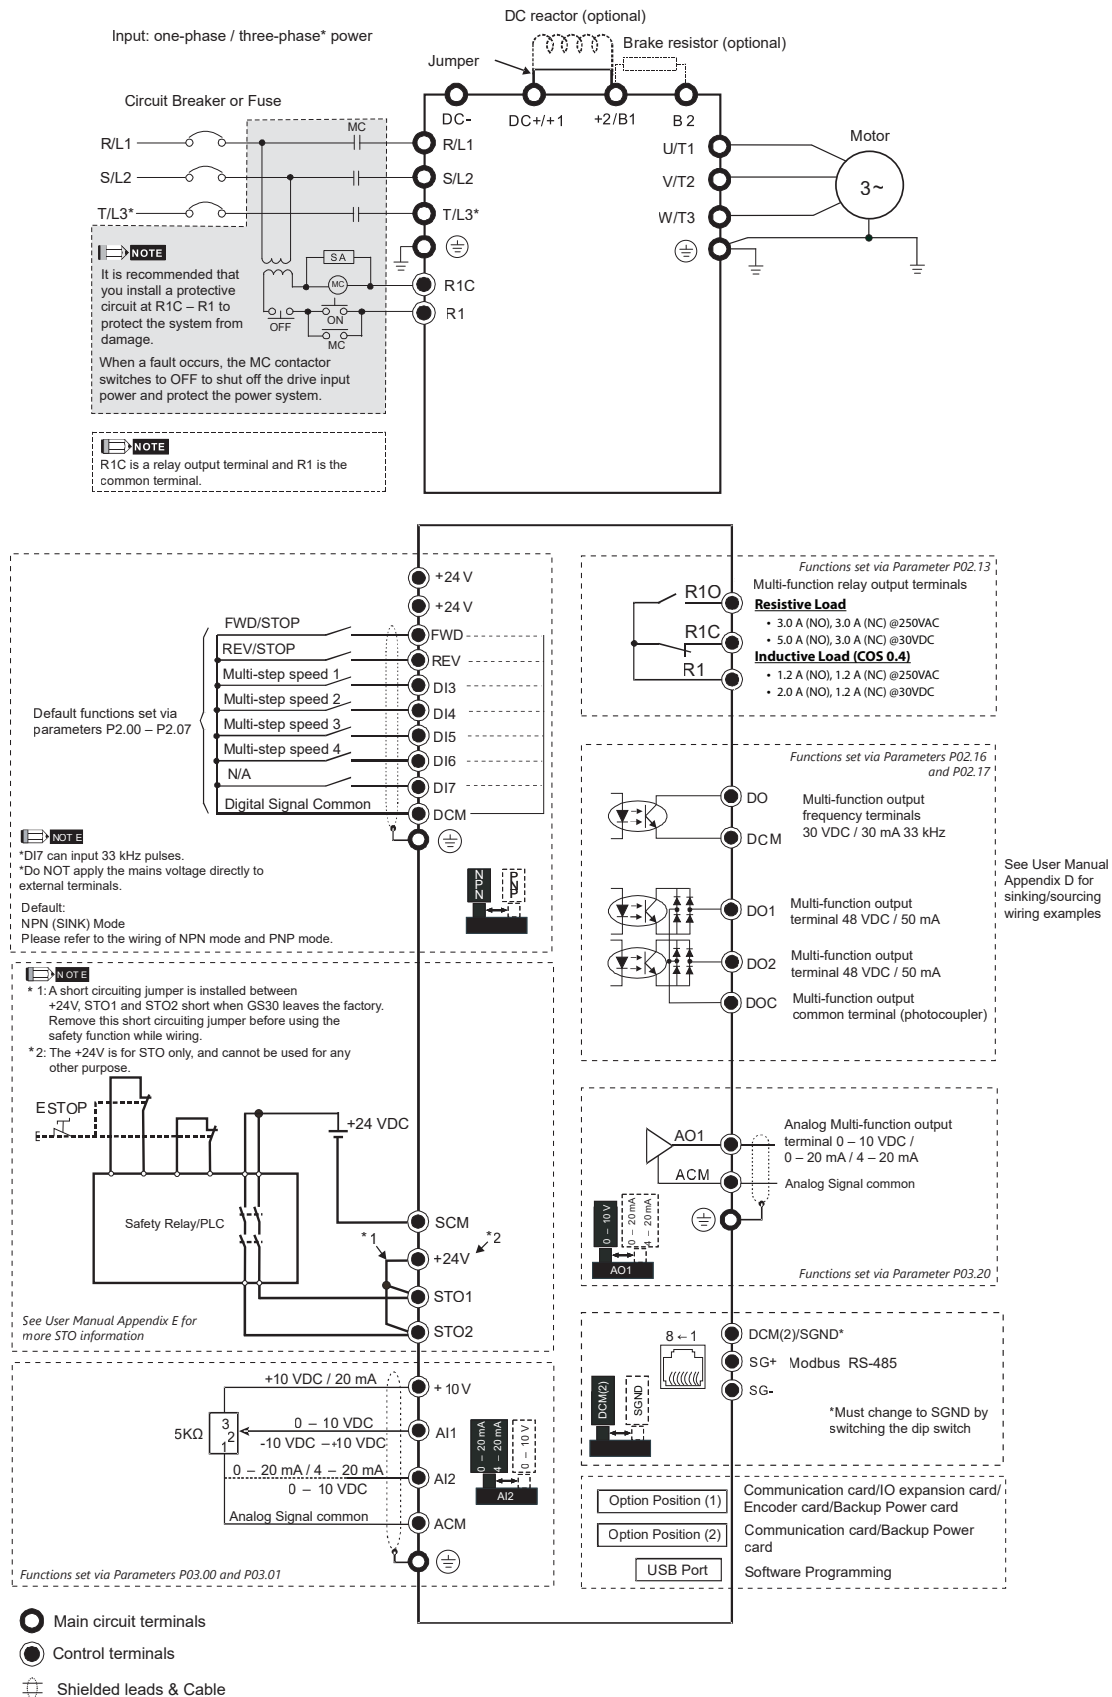 DC reactor (optional)
Input: one-phase / three-phase* power
Brake resistor (optional)
Jumper
Circuit Breaker or Fuse
DC-
DC+/+1
+2/B1
B 2
MC
R/L1
R/L1
S/L2
S/L2
T/L3*
T/L3*
U/T1
V/T2
W/T3
Motor
3~
NOTE
It is recommended that
you install a protective
circuit at R1C – R1 to
protect the system from
damage.
When a fault occurs, the MC contactor
switches to OFF to shut off the drive input
power and protect the power system.
SA
MC
ON
OFF
MC
R1C
R1
NOTE
R1C is a relay output terminal and R1 is the
common terminal.
+24 V
+24 V
FWD/STOP
FWD
REV/STOP
REV
Multi-step speed 1
DI3
Multi-step speed 2
DI4
Multi-step speed 3
DI5
Multi-step speed 4
DI6
N/A
DI7
Digital Signal Common
DCM
Default functions set via
parameters P2.00 – P2.07
NOT E
*DI7 can input 33 kHz pulses.
*Do NOT apply the mains voltage directly to
external terminals.
Default:
NPN (SINK) Mode
Please refer to the wiring of NPN mode and PNP mode.
NPN
PNP
NOTE
* 1: A short circuiting jumper is installed between
+24V, STO1 and STO2 short when GS30 leaves the factory.
Remove this short circuiting jumper before using the
safety function while wiring.
*2: The +24V is for STO only, and cannot be used for any
other purpose.
ESTOP
+24 VDC
Safety Relay/PLC
SCM
*1
*2
+24V
STO1
STO2
See User Manual Appendix E for
more STO information
+10 VDC / 20 mA
+ 10V
5KΩ
3
2
1
0 – 10 VDC
-10 VDC –+10 VDC
AI1
0 – 20 mA / 4 – 20 mA
0 – 10 VDC
AI2
Analog Signal common
ACM
0 – 20 mA
4 – 20 mA
0 – 10 V
AI2
Functions set via Parameters P03.00 and P03.01
Functions set via Parameter P02.13
Multi-function relay output terminals
R1O
R1C
R1
Resistive Load
• 3.0 A (NO), 3.0 A (NC) @250VAC
• 5.0 A (NO), 3.0 A (NC) @30VDC
Inductive Load (COS 0.4)
• 1.2 A (NO), 1.2 A (NC) @250VAC
• 2.0 A (NO), 1.2 A (NC) @30VDC
Functions set via Parameters P02.16
and P02.17
DO
DCM
Multi-function output
frequency terminals
30 VDC / 30 mA 33 kHz
DO1
Multi-function output
terminal 48 VDC / 50 mA
DO2
Multi-function output
terminal 48 VDC / 50 mA
DOC
Multi-function output
common terminal (photocoupler)
See User Manual
Appendix D for
sinking/sourcing
wiring examples
AO1
Analog Multi-function output
terminal 0 – 10 VDC /
0 – 20 mA / 4 – 20 mA
ACM
Analog Signal common
0 – 10 V
0 – 20 mA
4 – 20 mA
AO1
Functions set via Parameter P03.20
8←1
DCM(2)/SGND*
SG+
Modbus RS-485
SG-
DCM(2)
SGND
*Must change to SGND by
switching the dip switch
Option Position (1)
Communication card/IO expansion card/
Encoder card/Backup Power card
Option Position (2)
Communication card/Backup Power
card
USB Port
Software Programming
Main circuit terminals
Control terminals
Shielded leads & Cable